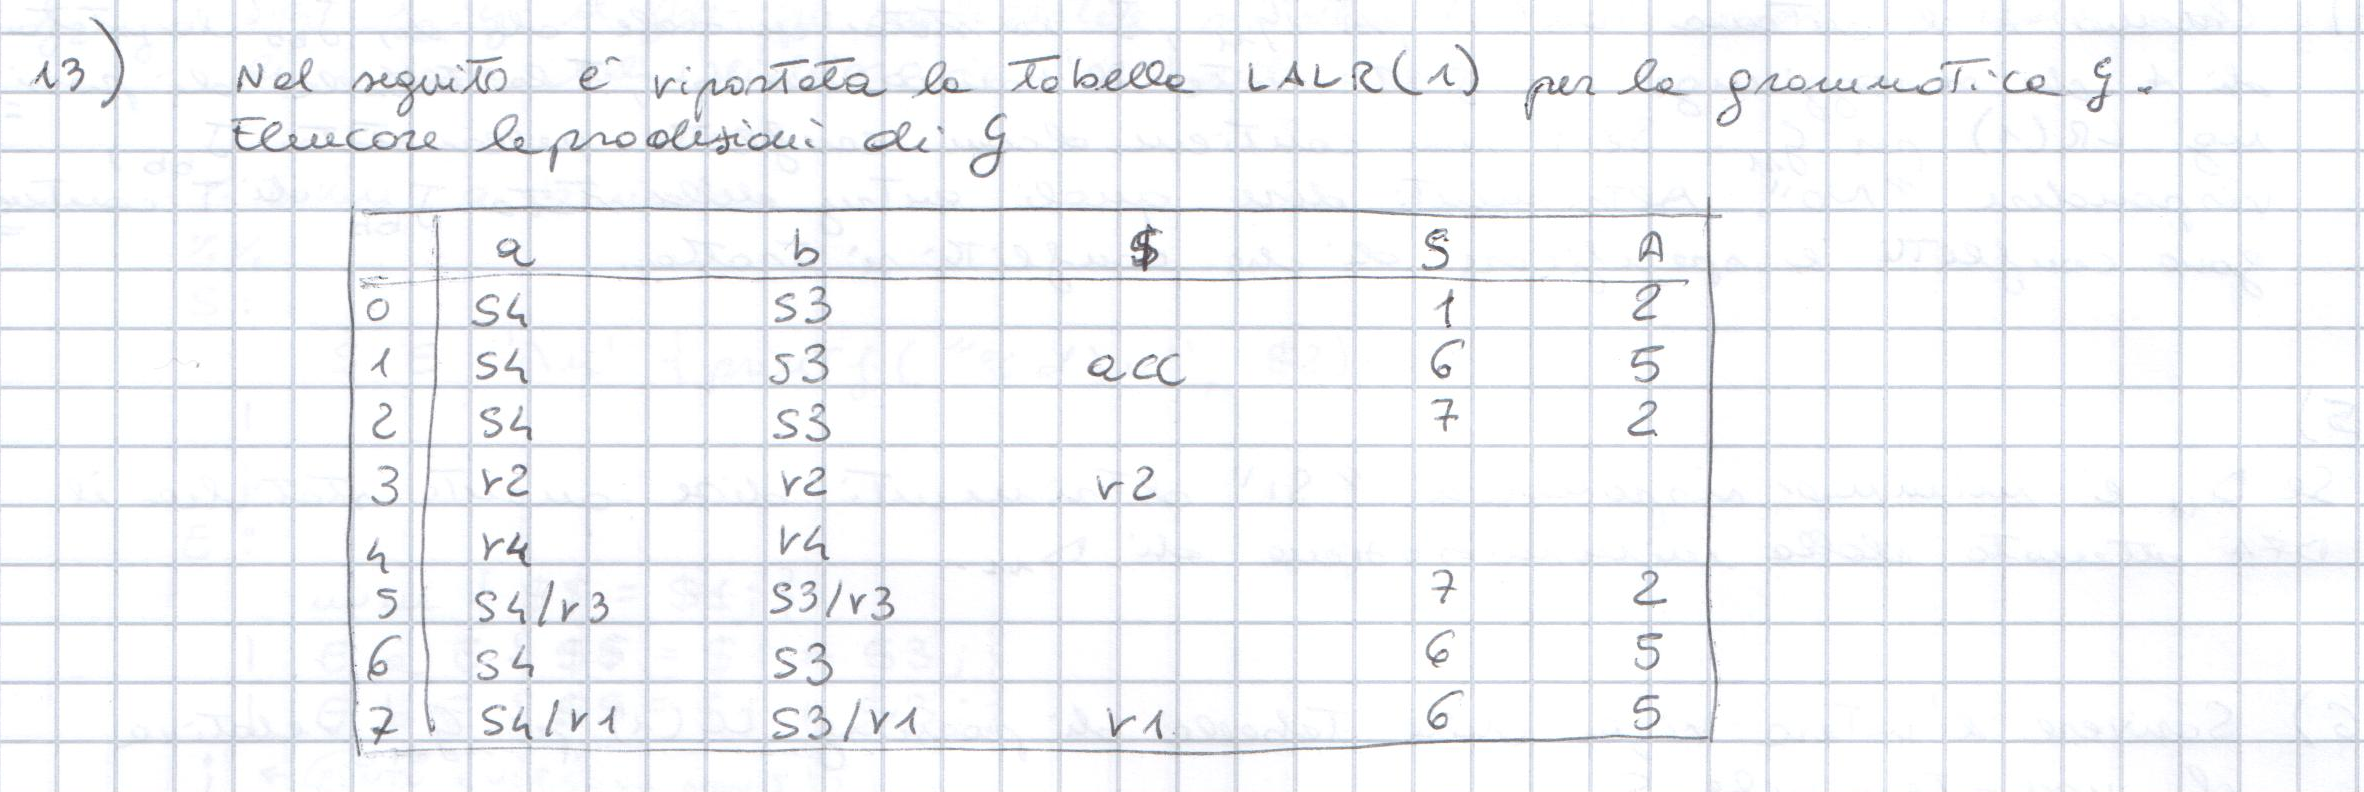 13) Nel seguito è riportata la tabella LALR(1) per la grammatica G.
Elencare le produzioni di G
a b $ S A
0 s4 s3 1 2
1 s4 s3 acc 6 5
2 s4 s3 7 2
3 r2 r2 r2
4 r4 r4
5 s4/r3 s3/r3 7 2
6 s4 s3 6 5
7 s4/r1 s3/r1 r1 6 5